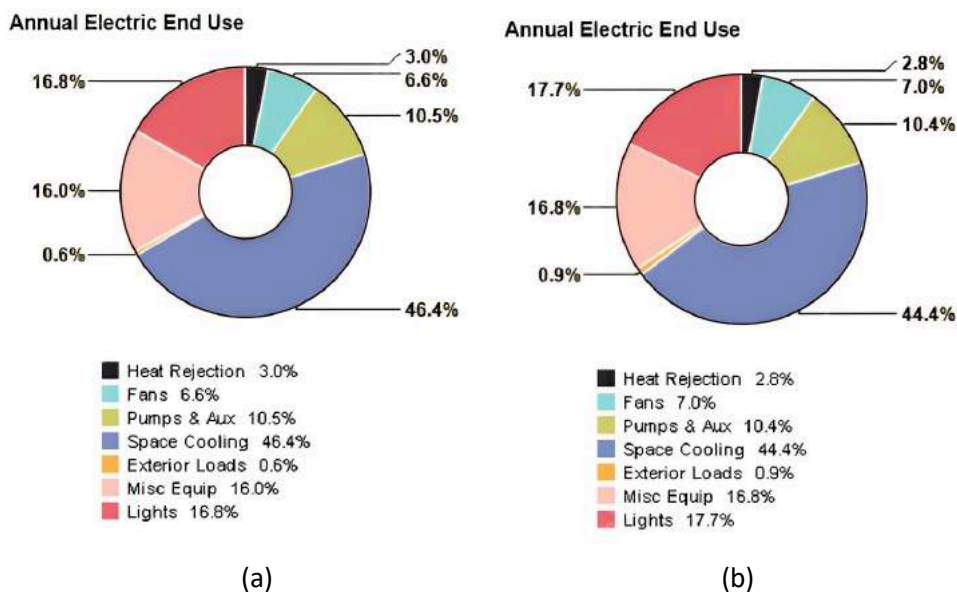 Annual Electric End Use
3.0%
6.6%
16.8%
10.5%
16.0%
0.6%
46.4%
Heat Rejection 3.0%
Fans 6.6%
Pumps & Aux 10.5%
Space Cooling 46.4%
Exterior Loads 0.6%
Misc Equip 16.0%
Lights 16.8%
(a)
Annual Electric End Use
2.8%
7.0%
17.7%
10.4%
16.8%
0.9%
44.4%
Heat Rejection 2.8%
Fans 7.0%
Pumps & Aux 10.4%
Space Cooling 44.4%
Exterior Loads 0.9%
Misc Equip 16.8%
Lights 17.7%
(b)